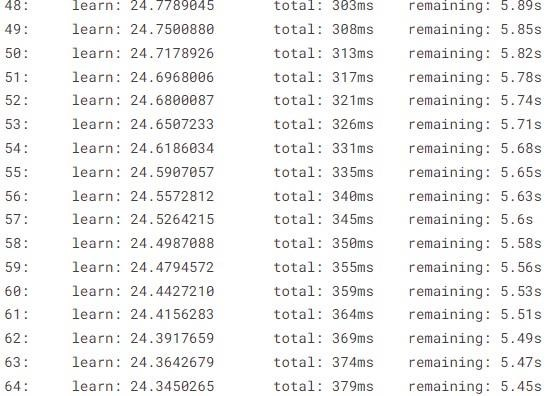 48: learn: 24.7789045 total: 303ms remaining: 5.89s
49: learn: 24.7500880 total: 308ms remaining: 5.85s
50: learn: 24.7178926 total: 313ms remaining: 5.82s
51: learn: 24.6968006 total: 317ms remaining: 5.78s
52: learn: 24.6800087 total: 321ms remaining: 5.74s
53: learn: 24.6507233 total: 326ms remaining: 5.71s
54: learn: 24.6186034 total: 331ms remaining: 5.68s
55: learn: 24.5907057 total: 335ms remaining: 5.65s
56: learn: 24.5572812 total: 340ms remaining: 5.63s
57: learn: 24.5264215 total: 345ms remaining: 5.6s
58: learn: 24.4987088 total: 350ms remaining: 5.58s
59: learn: 24.4794572 total: 355ms remaining: 5.56s
60: learn: 24.4427210 total: 359ms remaining: 5.53s
61: learn: 24.4156283 total: 364ms remaining: 5.51s
62: learn: 24.3917659 total: 369ms remaining: 5.49s
63: learn: 24.3642679 total: 374ms remaining: 5.47s
64: learn: 24.3450265 total: 379ms remaining: 5.45s